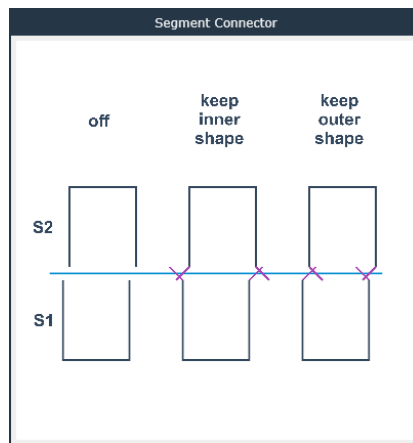 Segment Connector
off
keep
inner
shape
keep
outer
shape
S2
S1